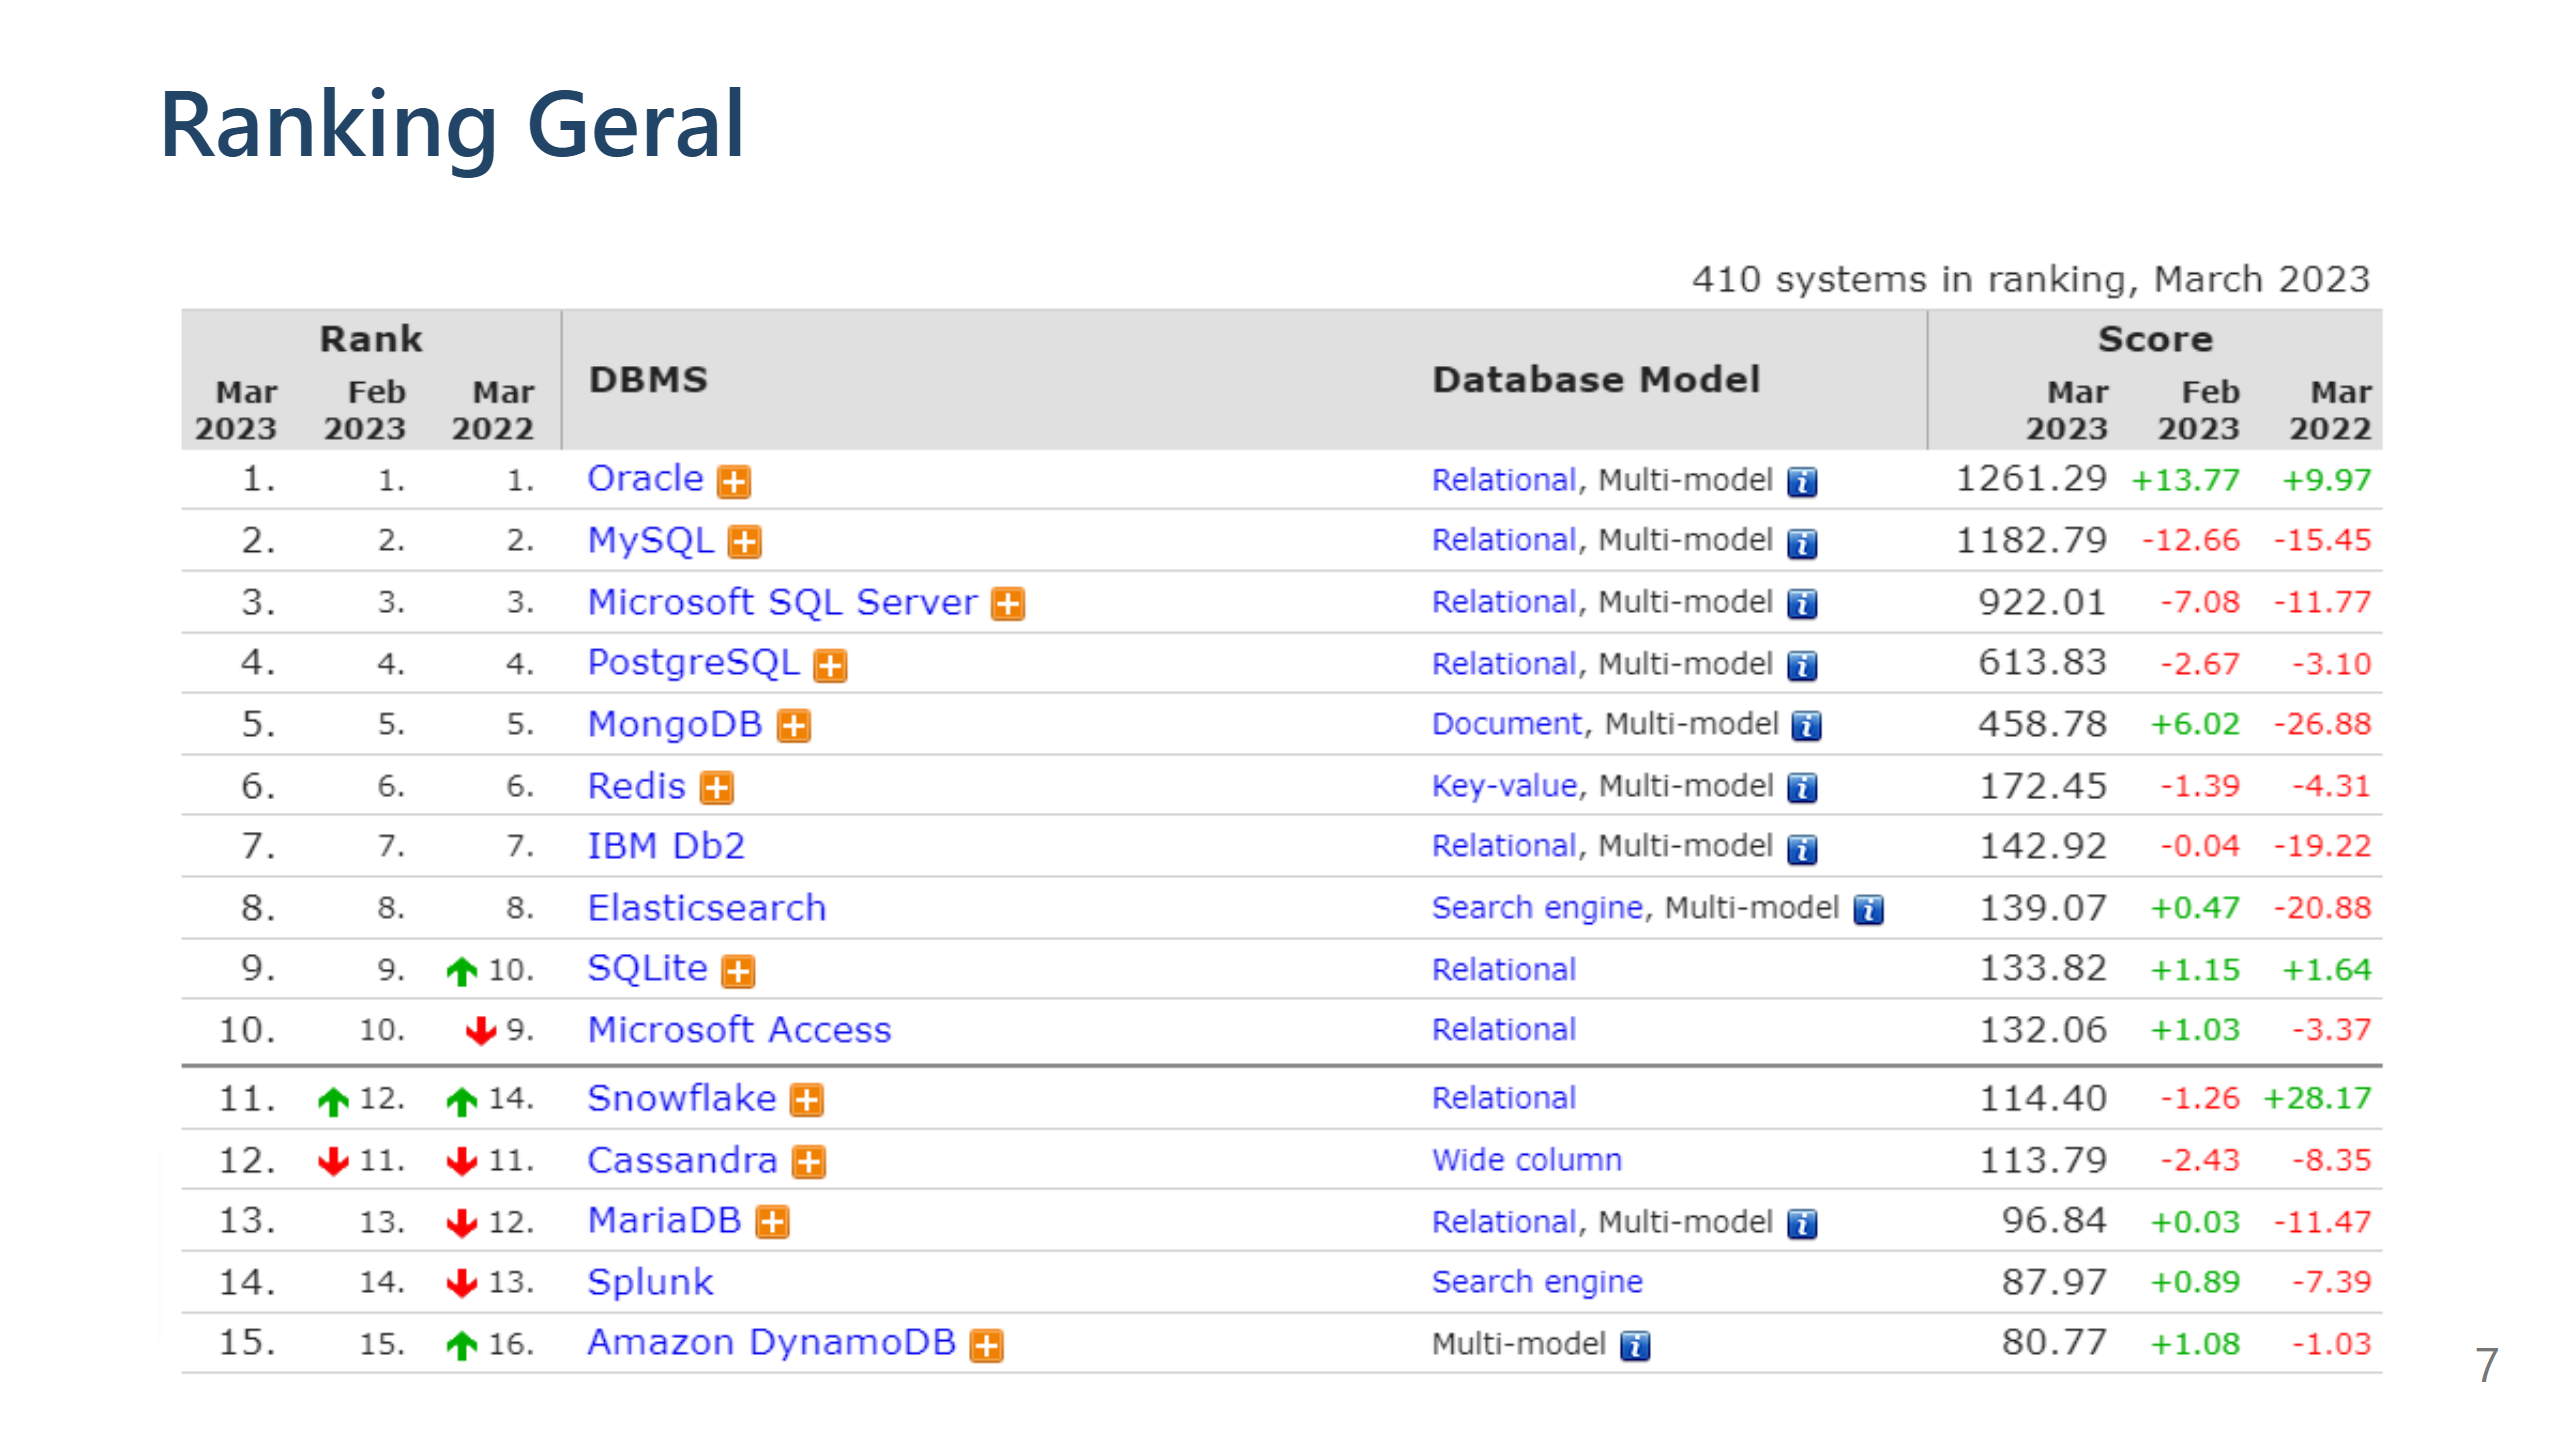 Ranking Geral
410 systems in ranking, March 2023
Rank DBMS Database Model Score
Mar 2023 Feb 2023 Mar 2022 Mar 2023 Feb 2023 Mar 2022
1. 1. 1. Oracle Relational, Multi-model 1261.29 +13.77 +9.97
2. 2. 2. MySQL Relational, Multi-model 1182.79 -12.66 -15.45
3. 3. 3. Microsoft SQL Server Relational, Multi-model 922.01 -7.08 -11.77
4. 4. 4. PostgreSQL Relational, Multi-model 613.83 -2.67 -3.10
5. 5. 5. MongoDB Document, Multi-model 458.78 +6.02 -26.88
6. 6. 6. Redis Key-value, Multi-model 172.45 -1.39 -4.31
7. 7. 7. IBM Db2 Relational, Multi-model 142.92 -0.04 -19.22
8. 8. 8. Elasticsearch Search engine, Multi-model 139.07 +0.47 -20.88
9. 9. 10. SQLite Relational 133.82 +1.15 +1.64
10. 10. 9. Microsoft Access Relational 132.06 +1.03 -3.37
11. 12. 14. Snowflake Relational 114.40 -1.26 +28.17
12. 11. 11. Cassandra Wide column 113.79 -2.43 -8.35
13. 13. 12. MariaDB Relational, Multi-model 96.84 +0.03 -11.47
14. 14. 13. Splunk Search engine 87.97 +0.89 -7.39
15. 15. 16. Amazon DynamoDB Multi-model 80.77 +1.08 -1.03
7